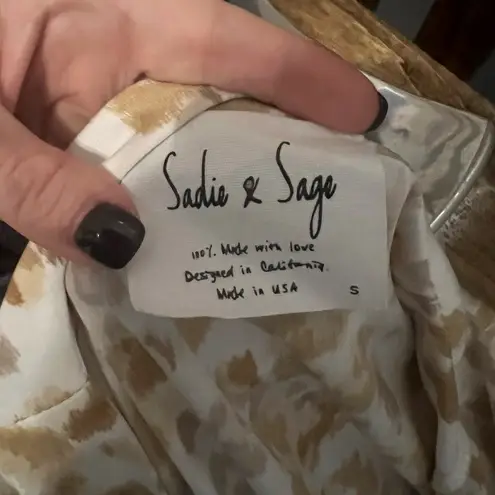 Sadie & Sage
100% Made with love
Designed in California.
Made in USA
S